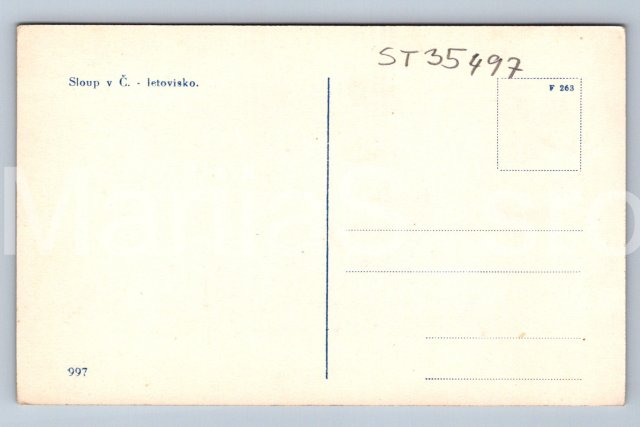 ST35497
Sloup v Č. - letovisko.
F 263
997